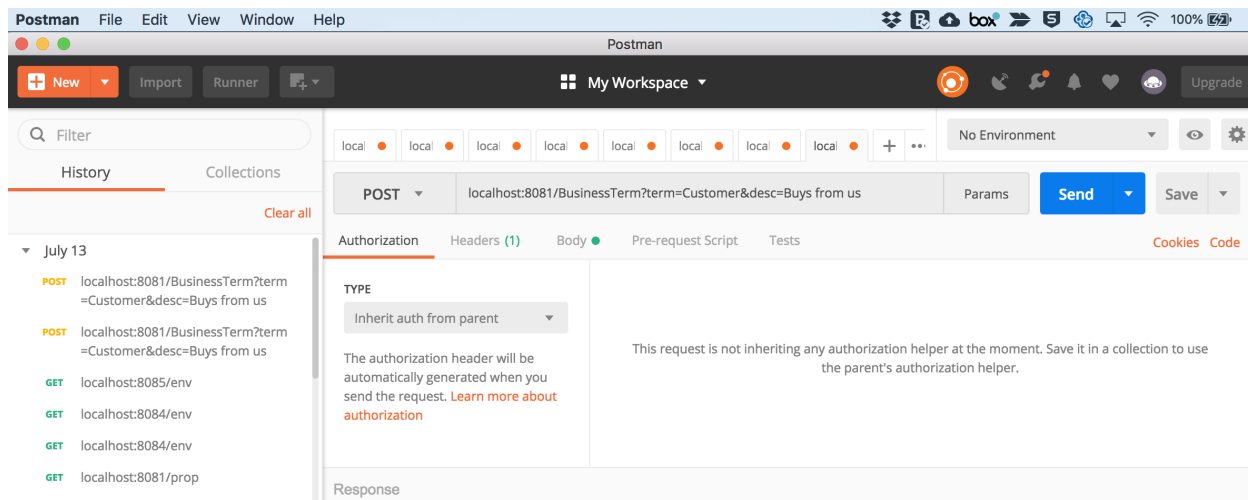 Postman File Edit View Window Help
box 100%
Postman
New Import Runner My Workspace Upgrade
Filter
History Collections
Clear all
July 13
POST localhost:8081/BusinessTerm?term
=Customer&desc=Buys from us
POST localhost:8081/BusinessTerm?term
=Customer&desc=Buys from us
GET localhost:8085/env
GET localhost:8084/env
GET localhost:8084/env
GET localhost:8081/prop
local local local local local local local local + •••
No Environment
POST localhost:8081/BusinessTerm?term=Customer&desc=Buys from us Params Send Save
Authorization Headers (1) Body Pre-request Script Tests Cookies Code
TYPE
Inherit auth from parent
The authorization header will be
automatically generated when you
send the request. Learn more about
authorization
This request is not inheriting any authorization helper at the moment. Save it in a collection to use
the parent's authorization helper.
Response